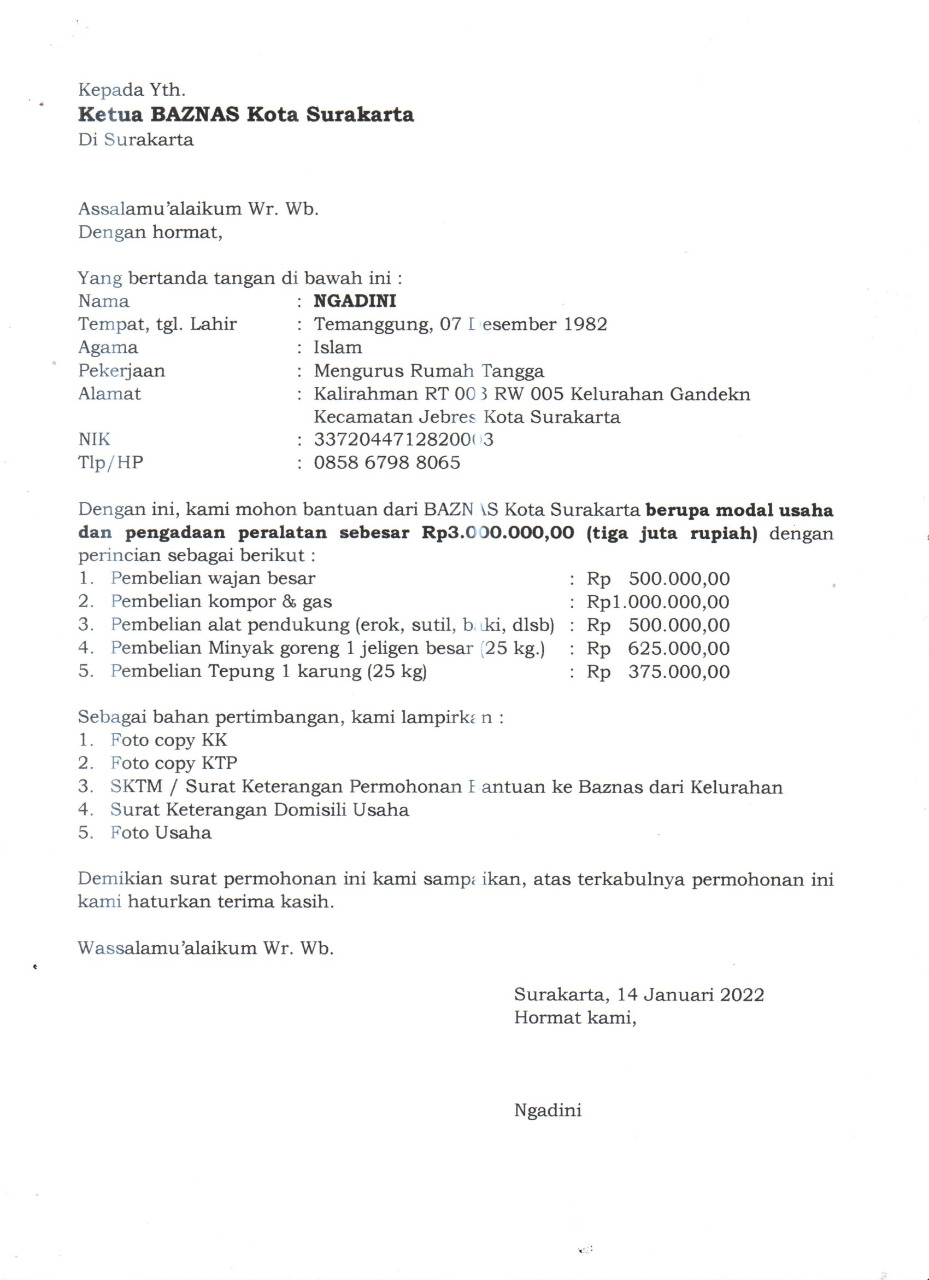 Kepada Yth.
Ketua BAZNAS Kota Surakarta
Di Surakarta
Assalamu’alaikum Wr. Wb.
Dengan hormat,
Yang bertanda tangan di bawah ini :
Nama : NGADINI
Tempat, tgl. Lahir : Temanggung, 07 Desember 1982
Agama : Islam
Pekerjaan : Mengurus Rumah Tangga
Alamat : Kalirahman RT 003 RW 005 Kelurahan Gandekn
Kecamatan Jebres Kota Surakarta
NIK : 3372044712820003
Tlp/HP : 0858 6798 8065
Dengan ini, kami mohon bantuan dari BAZNAS Kota Surakarta berupa modal usaha
dan pengadaan peralatan sebesar Rp3.000.000,00 (tiga juta rupiah) dengan
perincian sebagai berikut :
1. Pembelian wajan besar : Rp 500.000,00
2. Pembelian kompor & gas : Rp1.000.000,00
3. Pembelian alat pendukung (erok, sutil, baki, dlsb) : Rp 500.000,00
4. Pembelian Minyak goreng 1 jeligen besar (25 kg.) : Rp 625.000,00
5. Pembelian Tepung 1 karung (25 kg) : Rp 375.000,00
Sebagai bahan pertimbangan, kami lampirkan :
1. Foto copy KK
2. Foto copy KTP
3. SKTM / Surat Keterangan Permohonan Bantuan ke Baznas dari Kelurahan
4. Surat Keterangan Domisili Usaha
5. Foto Usaha
Demikian surat permohonan ini kami sampaikan, atas terkabulnya permohonan ini
kami haturkan terima kasih.
Wassalamu’alaikum Wr. Wb.
Surakarta, 14 Januari 2022
Hormat kami,
Ngadini